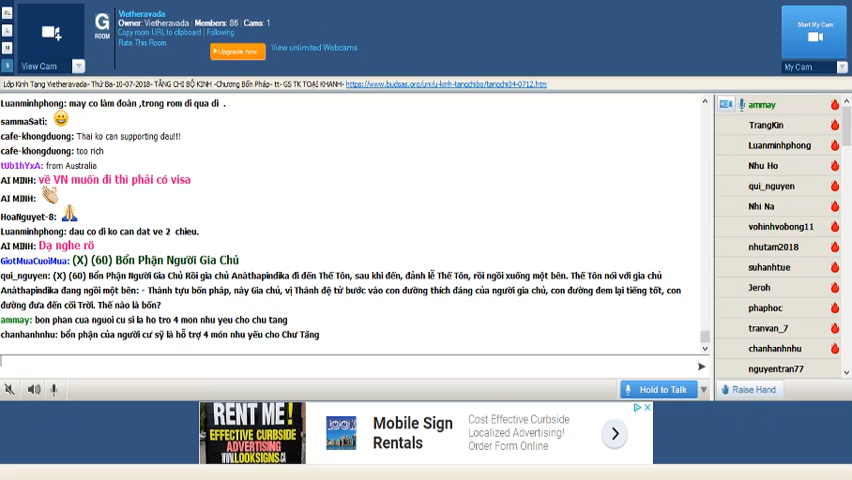 XL
L
M
S
View Cam
G
ROOM
Vietheravada
Owner: Vietheravada | Members: 86 | Cams: 1
Copy room URL to clipboard | Following
Rate This Room
Upgrade now
View unlimited Webcams
Start My Cam
My Cam
Lớp Kinh Tạng Vietheravada- Thứ Ba-10-07-2018- TĂNG CHI BỘ KINH -Chương Bốn Pháp- tt- GS TK TOẠI KHANH- https://www.budsas.org/uni/u-kinh-tangchibo/tangchi04-0712.htm
Luanminhphong: may co làm đoàn ,trong rom đi qua đi .
sammaSati:
cafe-khongduong: Thai ko can supporting dau!!!
cafe-khongduong: too rich
tUb1hYxA: from Australia
AI MINH: về VN muốn đi thì phải có visa
AI MINH:
HoaNguyet-8:
Luanminhphong: dau co di ko can dat ve 2 chieu.
AI MINH: Dạ nghe rõ
GiotMuaCuoiMua: (X) (60) Bổn Phận Người Gia Chủ
qui_nguyen: (X) (60) Bổn Phận Người Gia Chủ Rồi gia chủ Anàthapindika đi đến Thế Tôn, sau khi đến, đảnh lễ Thế Tôn, rồi ngồi xuống một bên. Thế Tôn nói với gia chủ
Anàthapindika đang ngồi một bên: - Thành tựu bốn pháp, này Gia chủ, vị Thánh đệ tử bước vào con đường thích đáng của người gia chủ, con đường đem lại tiếng tốt, con
đường đưa đến cõi Trời. Thế nào là bốn?
ammay: bon phan cua nguoi cu si la ho tro 4 mon nhu yeu cho chu tang
chanhanhnhu: bổn phận của người cư sỹ là hỗ trợ 4 món nhu yếu cho Chư Tăng
ammay
TrangKin
Luanminhphong
Nhu Ho
qui_nguyen
Nhi Na
vohinhvobong11
nhutam2018
suhanhtue
Jeroh
phaphoc
tranvan_7
chanhanhnhu
nguyentran77
Hold to Talk
Raise Hand
RENT ME!
EFFECTIVE CURBSIDE
ADVERTISING
WWW.LOOKSIGNS.CA
look
Mobile Sign
Rentals
Cost Effective Curbside
Localized Advertising!
Order Form Online